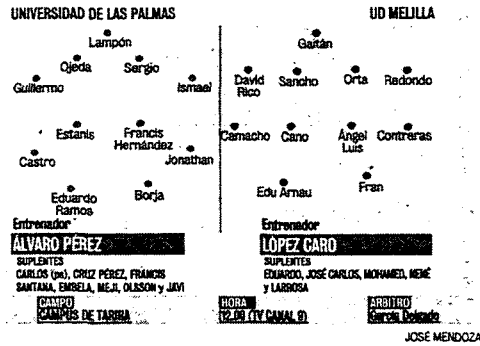 UNIVERSIDAD DE LAS PALMAS
Lampón
Ojeda
Sergio
Guillermo
Ismael
Estanis
Francis
Hernández
Castro
Jonathan
Eduardo
Ramos
Borja
Entrenador
ÁLVARO PÉREZ
SUPLENTES
CARLOS (ps), CRUZ PÉREZ, FRANCIS
SANTANA, EMBELA, MEJI, OLSSON y JAVI
UD MELILLA
Gaitán
David
Rico
Sancho
Orta
Redondo
Camacho
Cano
Ángel
Luis
Contreras
Edu Arnau
Fran
Entrenador
LÓPEZ CARO
SUPLENTES
EDUARDO, JOSÉ CARLOS, MOHAMED, NENÉ
y LARROSA
CAMPO
CAMPUS DE TAFIRA
HORA
12.00 (TV CANAL 9)
ARBITRO
García Delgado
JOSÉ MENDOZA